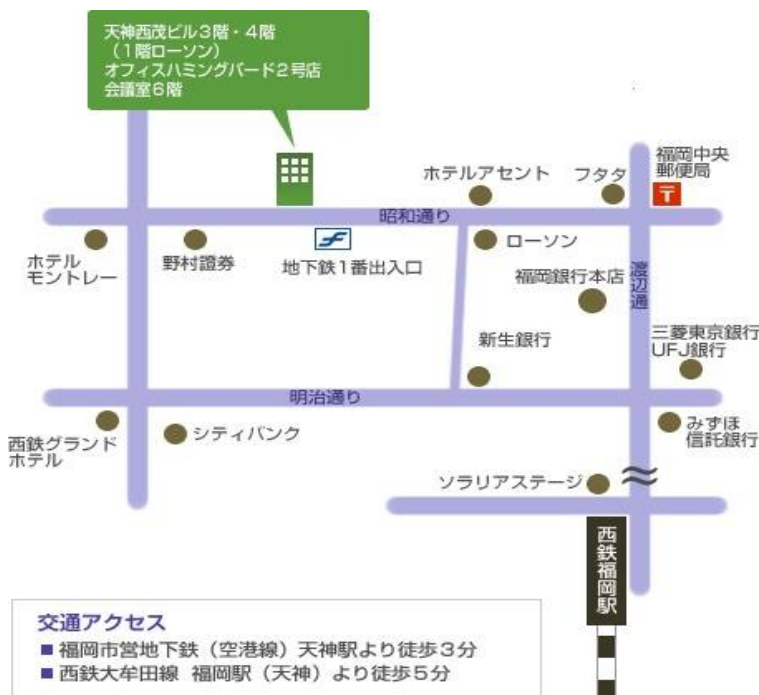 天神西茂ビル3階・4階
（1階ローソン）
オフィスハミングバード2号店
会議室6階
福岡中央
郵便局
ホテルアセント
フタタ
昭和通り
ホテル
モントレー
野村證券
地下鉄1番出入口
ローソン
福岡銀行本店
渡辺通
新生銀行
三菱東京銀行
UFJ銀行
明治通り
西鉄グランド
ホテル
シティバンク
みずほ
信託銀行
ソラリアステージ
西鉄福岡駅
交通アクセス
■ 福岡市営地下鉄（空港線）天神駅より徒歩3分
■ 西鉄大牟田線 福岡駅（天神）より徒歩5分